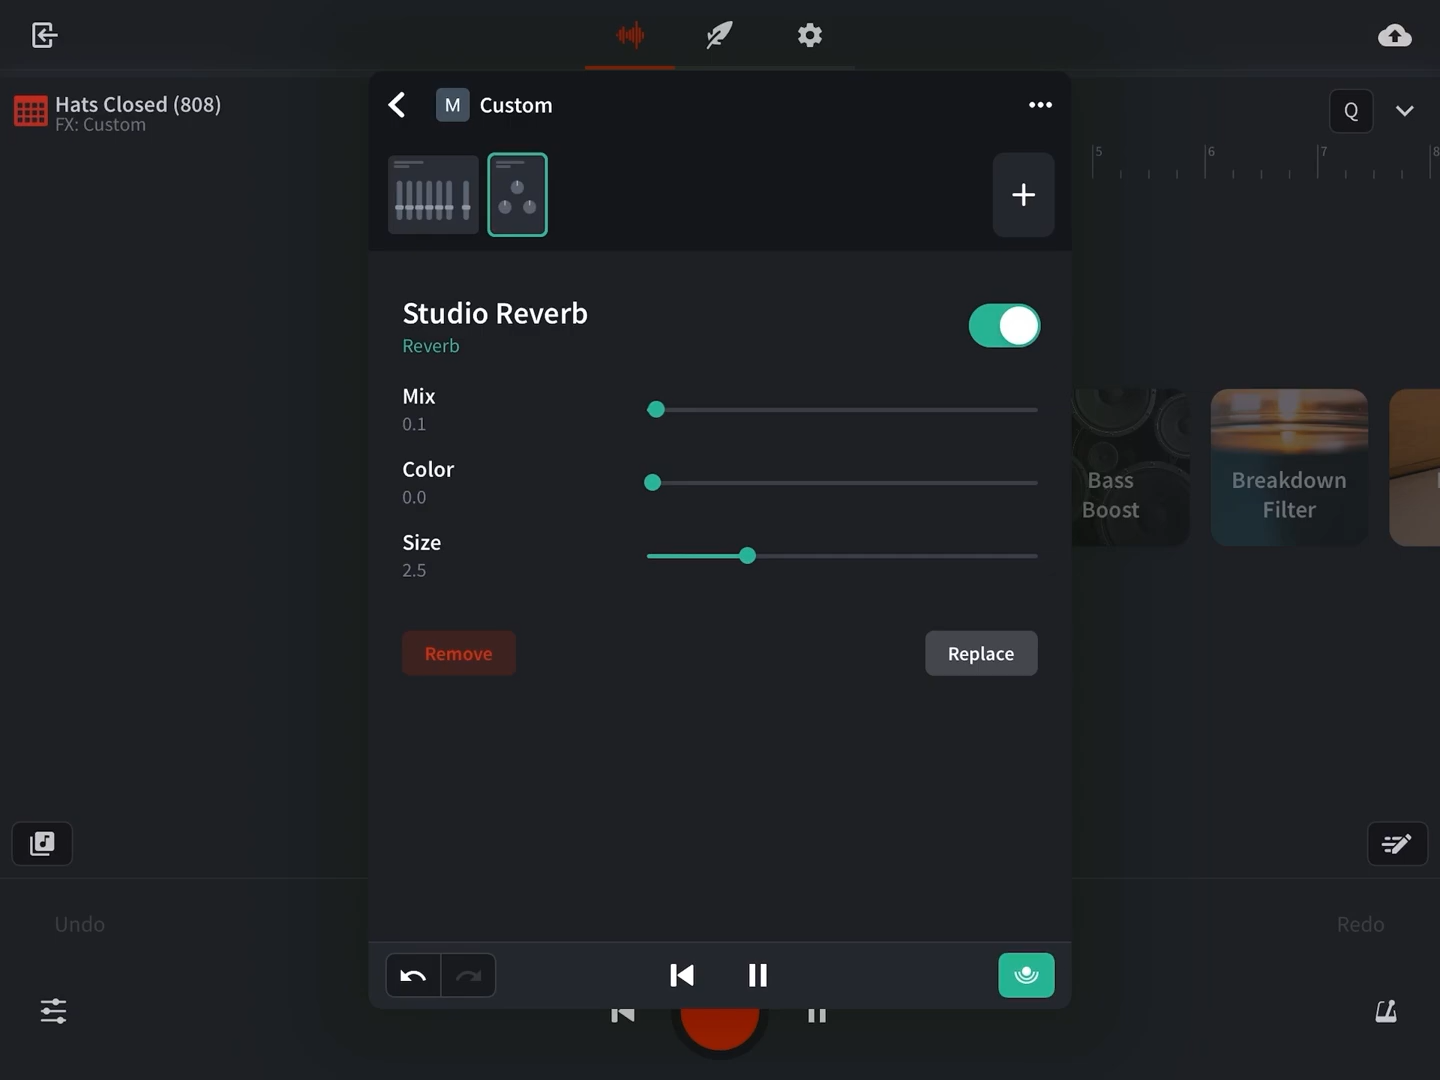 Hats Closed (808)
FX: Custom
M Custom
Q
5 6 7 8
Studio Reverb
Reverb
Mix
0.1
Color
0.0
Size
2.5
Bass
Boost
Breakdown
Filter
Remove
Replace
Undo
Redo